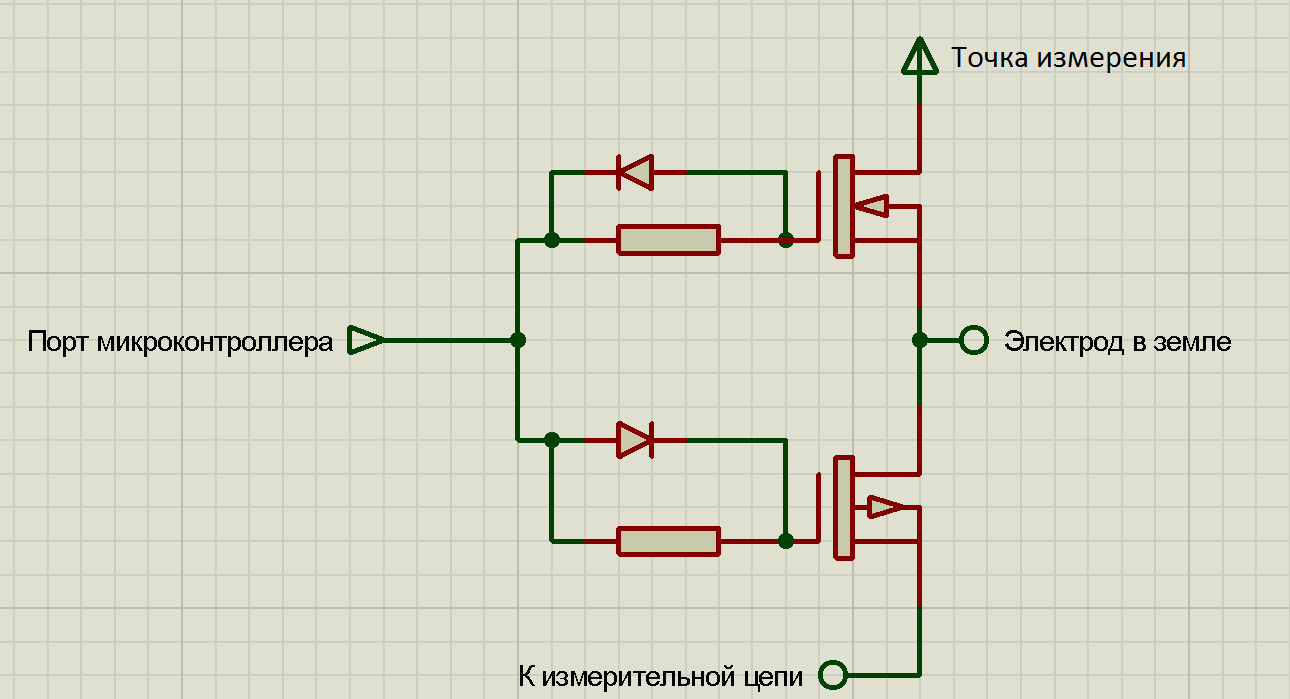 Точка измерения
Порт микроконтроллера
Электрод в земле
К измерительной цепи